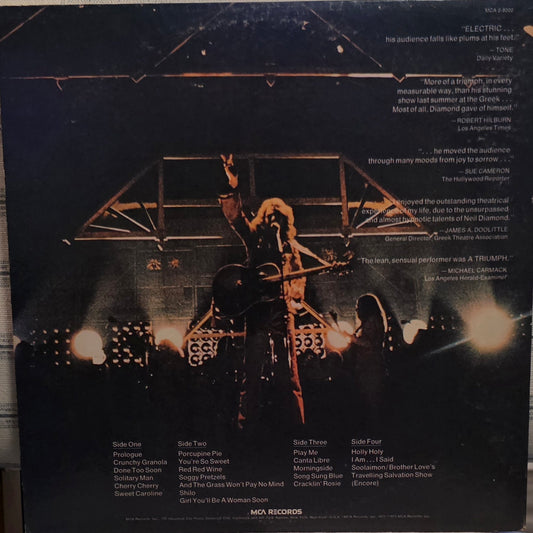 MCA 2-8000
"ELECTRIC . . .
his audience falls like plums at his feet."
— TONE
Daily Variety
"More of a triumph, in every
measurable way, than his stunning
show last summer at the Greek . . .
Most of all, Diamond gave of himself."
— ROBERT HILBURN
Los Angeles Times
". . . he moved the audience
through many moods from joy to sorrow . . ."
— SUE CAMERON
The Hollywood Reporter
enjoyed the outstanding theatrical
experience of my life, due to the unsurpassed
and almost hypnotic talents of Neil Diamond.
— JAMES A. DOOLITTLE
General Director, Greek Theatre Association
"The lean, sensual performer was A TRIUMPH."
— MICHAEL CARMACK
Los Angeles Herald-Examiner
Side One
Prologue
Crunchy Granola
Done Too Soon
Solitary Man
Cherry Cherry
Sweet Caroline
Side Two
Porcupine Pie
You're So Sweet
Red Red Wine
Soggy Pretzels
And The Grass Won't Pay No Mind
Shilo
Girl You'll Be A Woman Soon
Side Three
Play Me
Canta Libre
Morningside
Song Sung Blue
Cracklin' Rosie
Side Four
Holly Holy
I Am . . . I Said
Soolaimon/Brother Love's
Travelling Salvation Show
(Encore)
MCA RECORDS